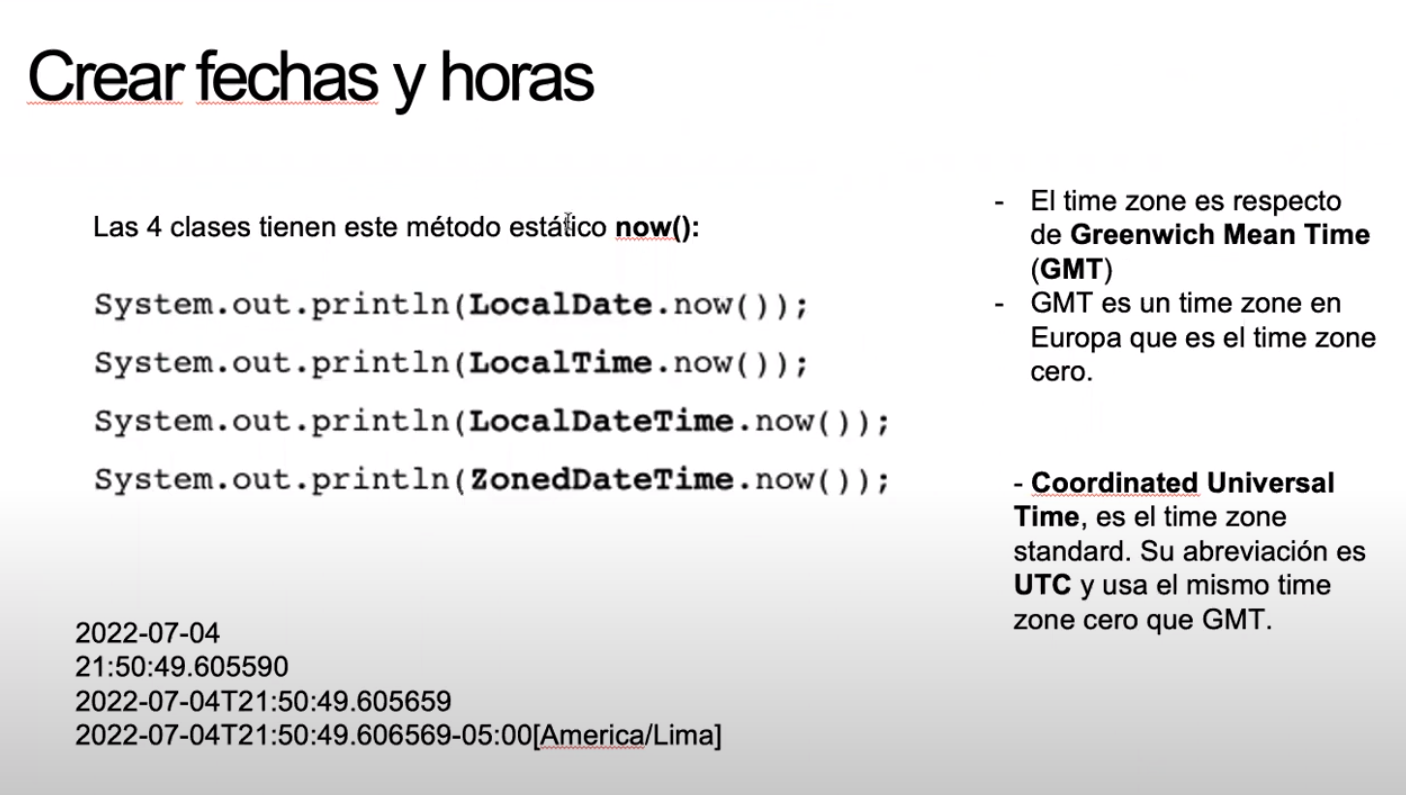 Crear fechas y horas
Las 4 clases tienen este método estático now():
System.out.println(LocalDate.now());
System.out.println(LocalTime.now());
System.out.println(LocalDateTime.now());
System.out.println(ZonedDateTime.now());
2022-07-04
21:50:49.605590
2022-07-04T21:50:49.605659
2022-07-04T21:50:49.606569-05:00[America/Lima]
- El time zone es respecto
de Greenwich Mean Time
(GMT)
- GMT es un time zone en
Europa que es el time zone
cero.
- Coordinated Universal
Time, es el time zone
standard. Su abreviación es
UTC y usa el mismo time
zone cero que GMT.